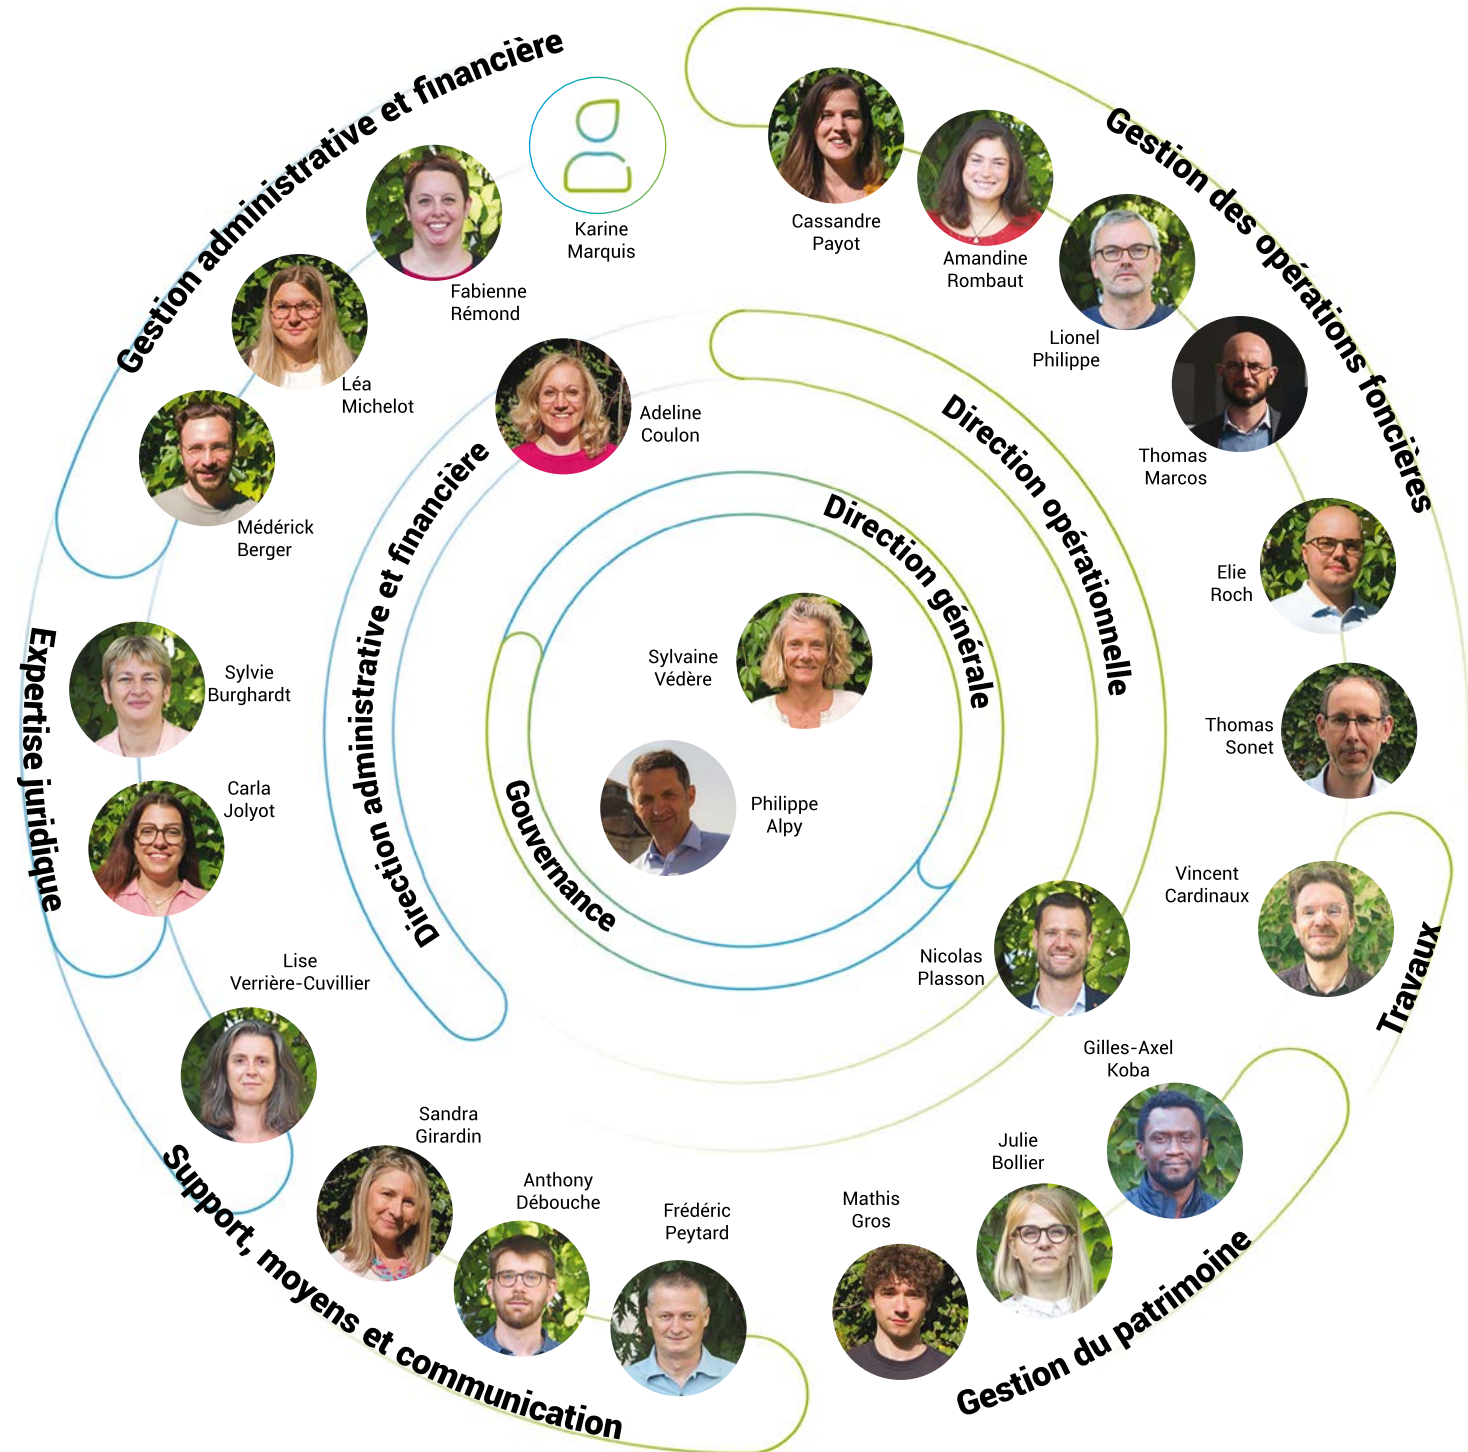 Gestion administrative et financière
Karine
Marquis
Fabienne
Rémond
Léa
Michelot
Médérick
Berger
Gestion des opérations foncières
Cassandre
Payot
Amandine
Rombaut
Lionel
Philippe
Thomas
Marcos
Elie
Roch
Thomas
Sonet
Direction administrative et financière
Adeline
Coulon
Direction opérationnelle
Nicolas
Plasson
Direction générale
Sylvaine
Védère
Gouvernance
Philippe
Alpy
Expertise juridique
Sylvie
Burghardt
Carla
Jolyot
Travaux
Vincent
Cardinaux
Support, moyens et communication
Lise
Verrière-Cuvillier
Sandra
Girardin
Anthony
Débouche
Frédéric
Peytard
Gestion du patrimoine
Gilles-Axel
Koba
Julie
Bollier
Mathis
Gros